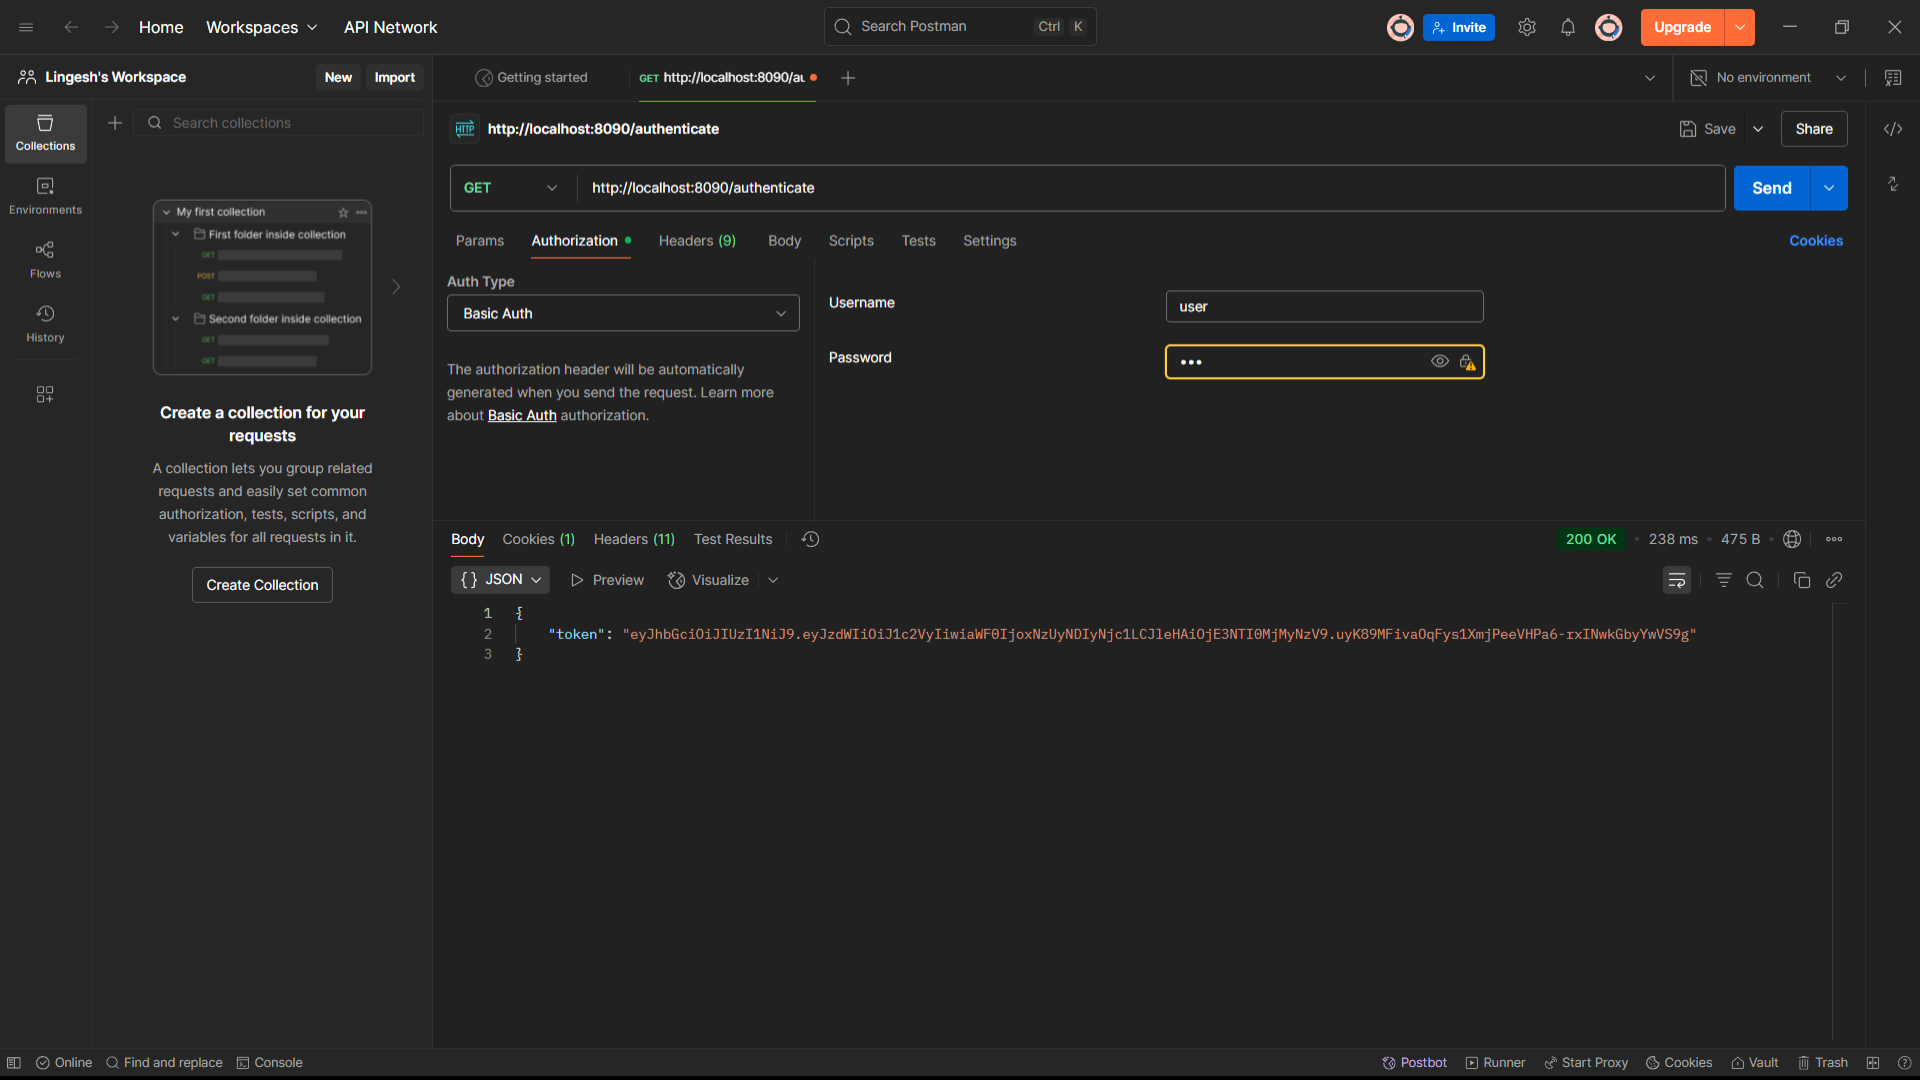 Home Workspaces API Network Search Postman Ctrl K Invite Upgrade
Lingesh's Workspace New Import Getting started GET http://localhost:8090/au No environment
Collections
Environments
Flows
History
Search collections
My first collection
First folder inside collection
GET
POST
GET
Second folder inside collection
GET
GET
Create a collection for your
requests
A collection lets you group related
requests and easily set common
authorization, tests, scripts, and
variables for all requests in it.
Create Collection
HTTP http://localhost:8090/authenticate Save Share
GET http://localhost:8090/authenticate Send
Params Authorization Headers (9) Body Scripts Tests Settings Cookies
Auth Type
Basic Auth
The authorization header will be automatically
generated when you send the request. Learn more
about Basic Auth authorization.
Username user
Password •••
Body Cookies (1) Headers (11) Test Results 200 OK • 238 ms • 475 B •
{} JSON Preview Visualize
1 {
2 "token": "eyJhbGciOiJIUzI1NiJ9.eyJzdWIiOiJ1c2VyIiwiaWF0IjoxNzUyNDIyNjc1LCJleHAiOjE3NTI0MjMyNzV9.uyK89MFivaOqFys1XmjPeeVHPa6-rxINwkGbyYwVS9g"
3 }
Online Find and replace Console Postbot Runner Start Proxy Cookies Vault Trash